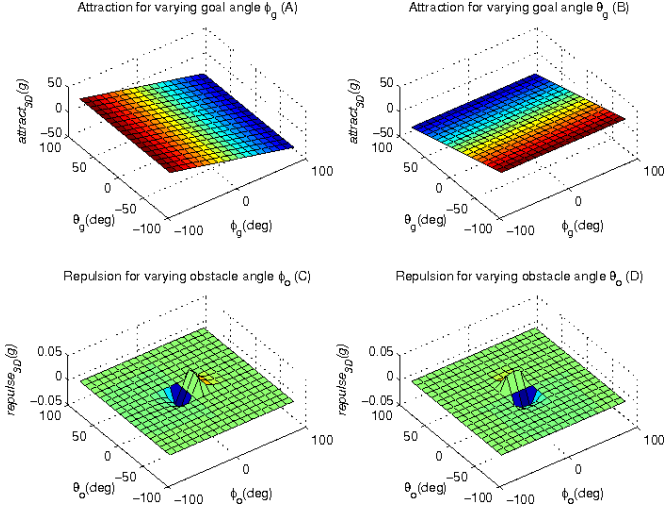 Attraction for varying goal angle ϕg (A)
50
0
−50
100
50
0
−50
−100
−100
0
100
attract3D(g)
θg(deg)
ϕg(deg)
Attraction for varying goal angle θg (B)
50
0
−50
100
50
0
−50
−100
−100
0
100
attract3D(g)
θg(deg)
ϕg(deg)
Repulsion for varying obstacle angle ϕo (C)
0.05
0
−0.05
100
50
0
−50
−100
−100
0
100
repulse3D(g)
θo(deg)
ϕo(deg)
Repulsion for varying obstacle angle θo (D)
0.05
0
−0.05
100
50
0
−50
−100
−100
0
100
repulse3D(g)
θo(deg)
ϕo(deg)